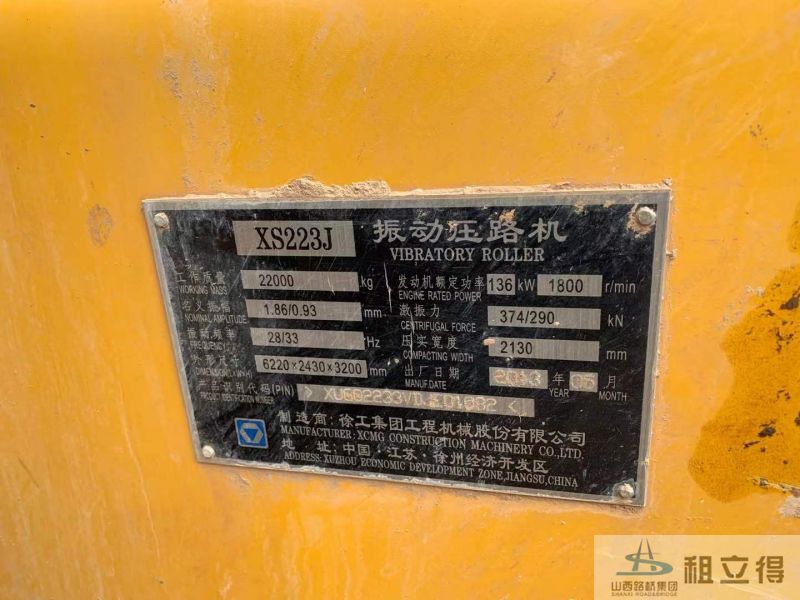 XS223J 振动压路机
VIBRATORY ROLLER
工作质量 22000 kg 发动机额定功率 136 kW 1800 r/min
WORKING MASS ENGINE RATED POWER
名义振幅 1.86/0.93 mm 激振力 374/290 kN
NOMINAL AMPLITUDE CENTRIFUGAL FORCE
振动频率 28/33 Hz 压实宽度 2130 mm
FREQUENCY COMPACTING WIDTH
6220×2430×3200 mm 出厂日期 2013 年 05 月
MANUF.DATE YEAR MONTH
产品识别代码(PIN)
PRODUCT IDENTIFICATION NUMBER
制造商:徐工集团工程机械股份有限公司
MANUFACTURER: XCMG CONSTRUCTION MACHINERY CO.,LTD.
地址:中国·江苏·徐州经济开发区
ADDRESS: XUZHOU ECONOMIC DEVELOPMENT ZONE,JIANGSU,CHINA
山西路桥集团 租立得
SHANXI ROAD&BRIDGE